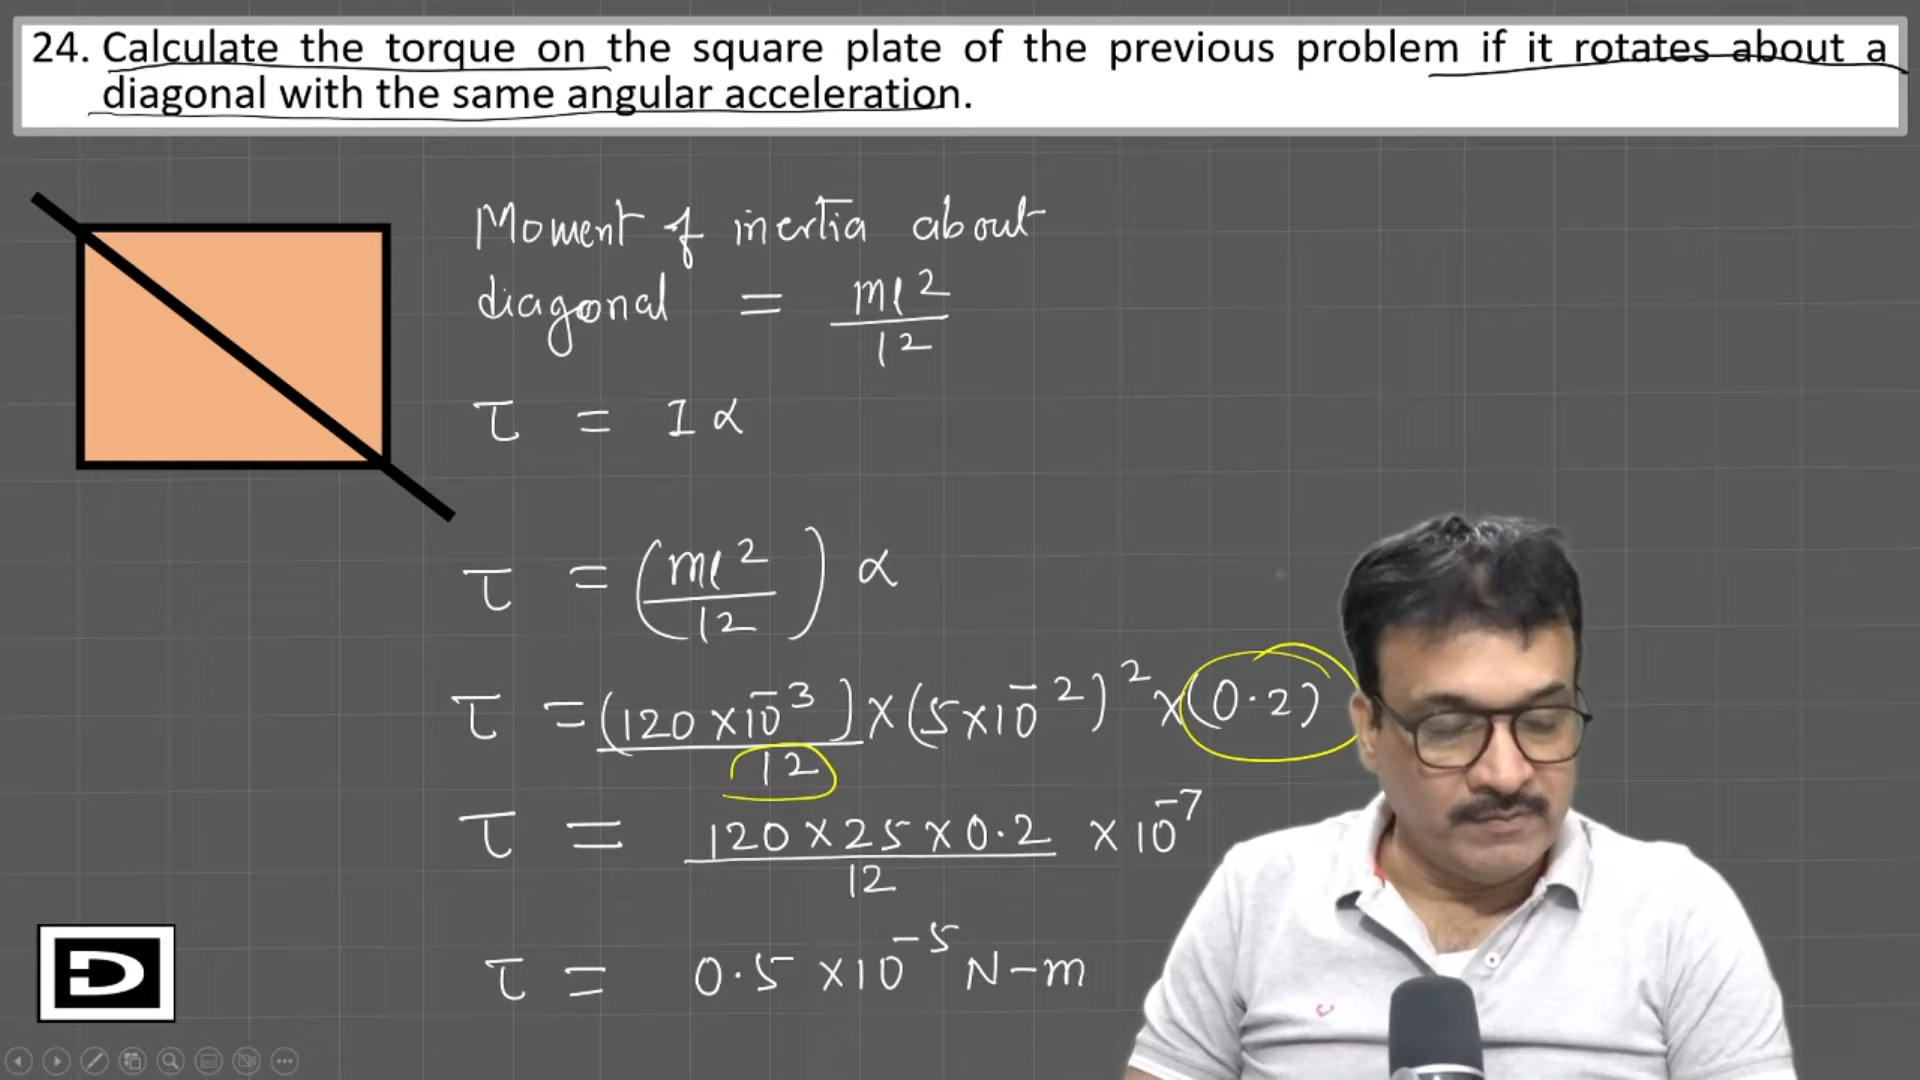 24. Calculate the torque on the square plate of the previous problem if it rotates about a
diagonal with the same angular acceleration.
Moment of inertia about
diagonal = ml²/12
τ = Iα
τ = (ml²/12) α
τ = (120×10⁻³)/12 × (5×10⁻²)² × (0.2)
τ = 120×25×0.2/12 × 10⁻⁷
τ = 0.5 × 10⁻⁵ N-m